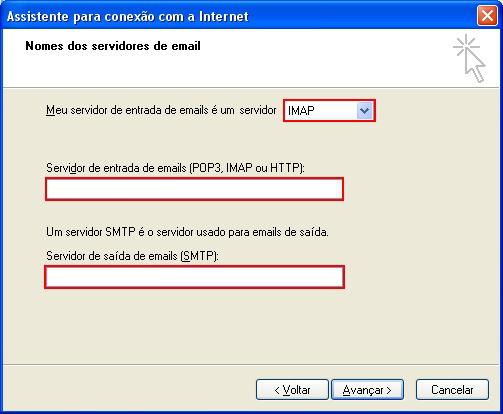 Assistente para conexão com a Internet
Nomes dos servidores de email
Meu servidor de entrada de emails é um servidor IMAP
Servidor de entrada de emails (POP3, IMAP ou HTTP):
Um servidor SMTP é o servidor usado para emails de saída.
Servidor de saída de emails (SMTP):
< Voltar Avançar > Cancelar